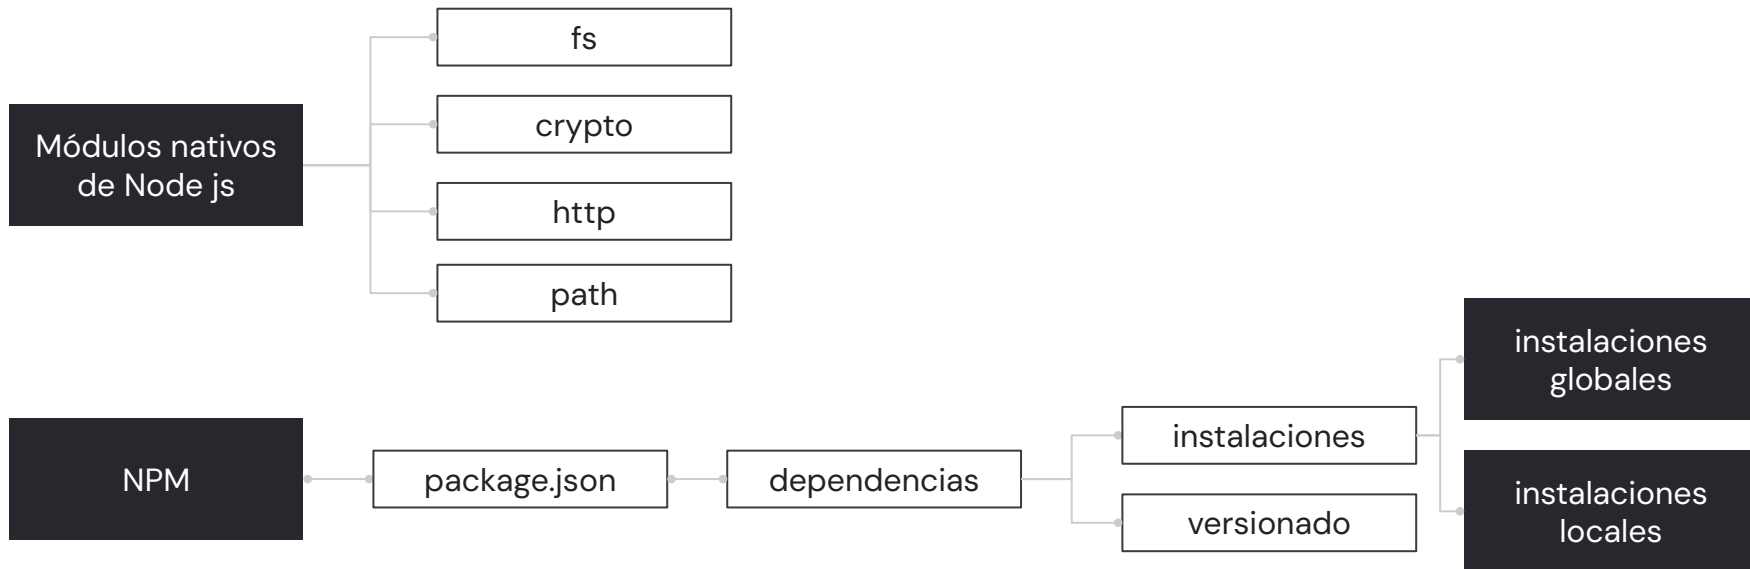 Módulos nativos
de Node js
fs
crypto
http
path
NPM
package.json
dependencias
instalaciones
versionado
instalaciones
globales
instalaciones
locales